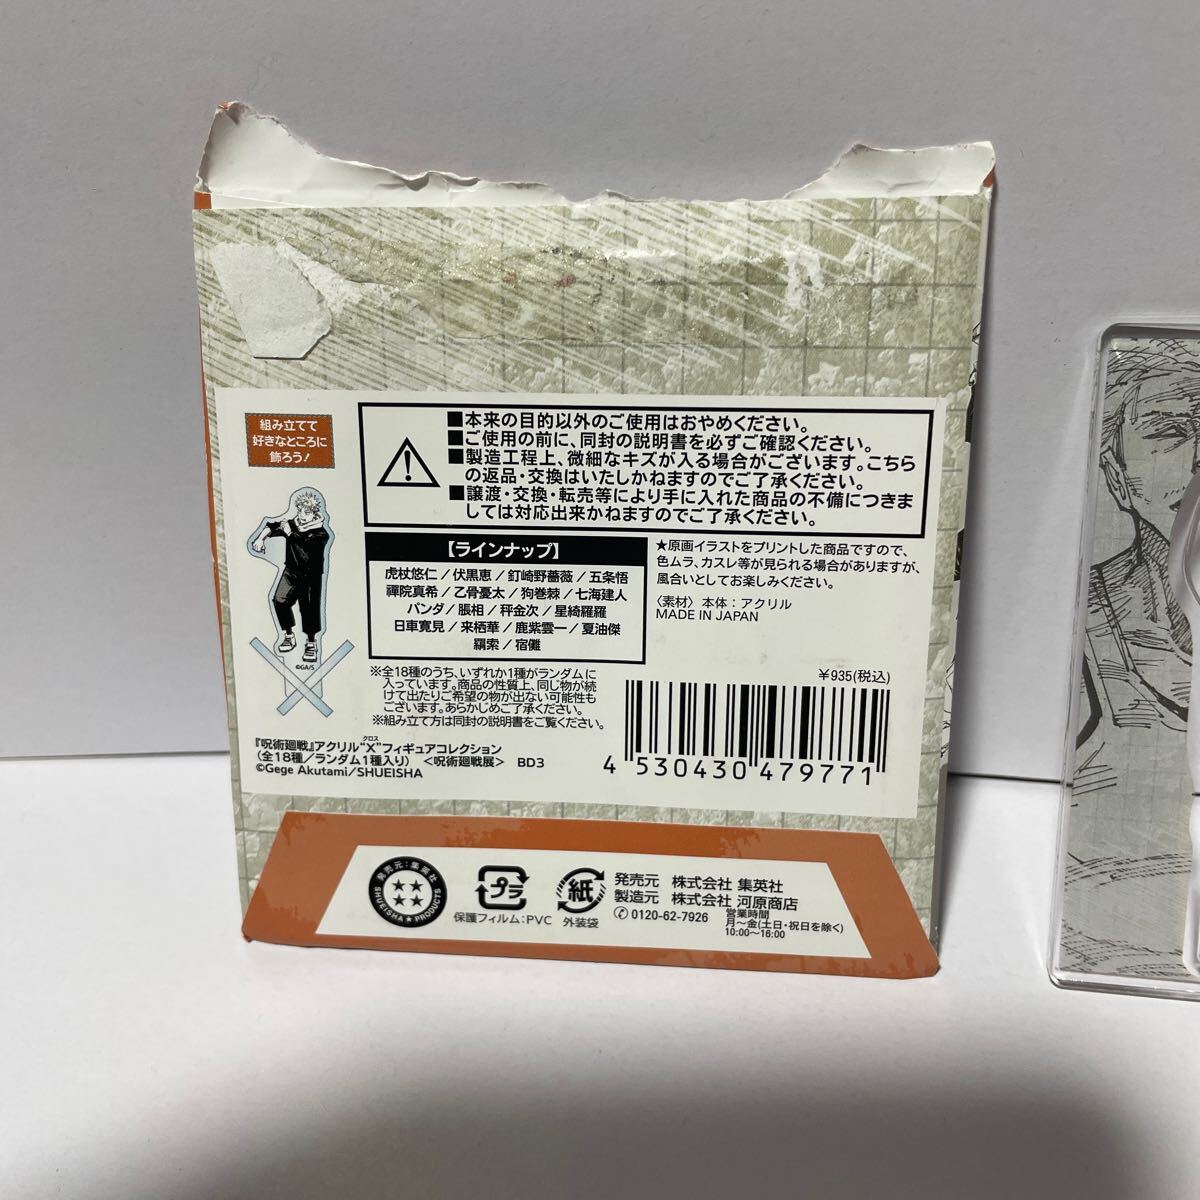 組み立てて
好きなところに
飾ろう!
©GA/S
■本来の目的以外のご使用はおやめください。
■ご使用の前に、同封の説明書を必ずご確認ください。
■製造工程上、微細なキズが入る場合がございます。こちら
の返品・交換はいたしかねますのでご了承ください。
■譲渡・交換・転売等により手に入れた商品の不備につきま
しては対応出来かねますのでご了承ください。
【ラインナップ】
虎杖悠仁/伏黒恵/釘崎野薔薇/五条悟
禪院真希/乙骨憂太/狗巻棘/七海建人
パンダ/脹相/秤金次/星綺羅羅
日車寛見/来栖華/鹿紫雲一/夏油傑
羂索/宿儺
★原画イラストをプリントした商品ですので、
色ムラ、カスレ等が見られる場合がありますが、
風合いとしてお楽しみください。
〈素材〉本体:アクリル
MADE IN JAPAN
※全18種のうち、いずれか1種がランダムに
入っています。商品の性質上、同じ物が続
けて出たりご希望の物が出ない可能性も
ございます。あらかじめご了承ください。
※組み立て方は同封の説明書をご覧ください。
¥935(税込)
4 530430 479771
クロス
『呪術廻戦』アクリル"X"フィギュアコレクション
(全18種/ランダム1種入り) <呪術廻戦展> BD3
©Gege Akutami/SHUEISHA
発売元:集英社
SHUEISHA★PRODUCTS
プラ
保護フィルム:PVC
紙
外装袋
発売元 株式会社 集英社
製造元 株式会社 河原商店
0120-62-7926
営業時間
月～金(土日・祝日を除く)
10:00～16:00